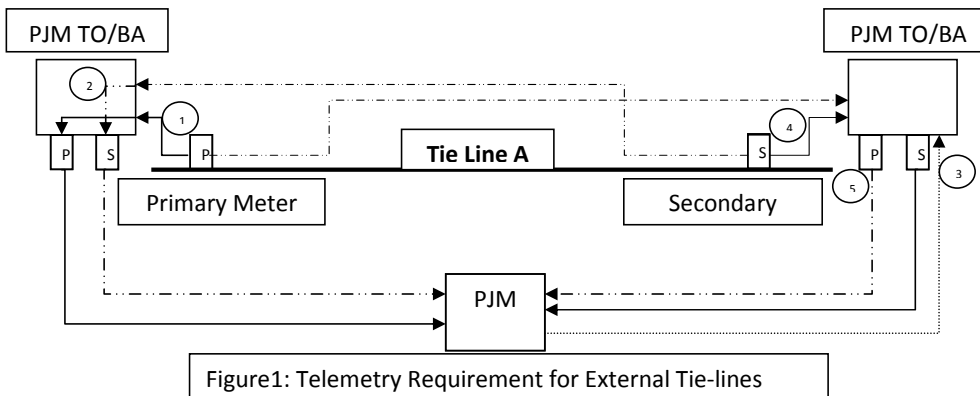 PJM TO/BA
PJM TO/BA
2
1
4
P
S
P
Tie Line A
S
P
S
3
5
Primary Meter
Secondary
PJM
Figure1: Telemetry Requirement for External Tie-lines